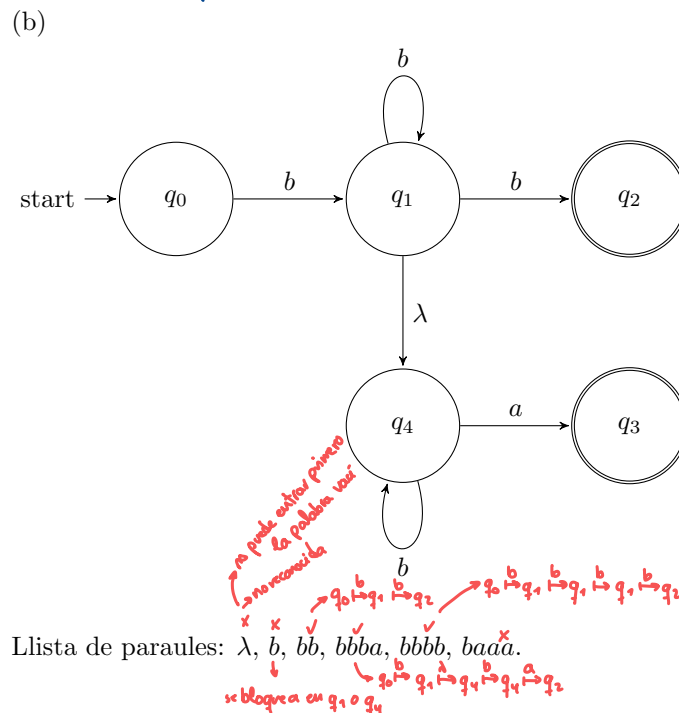 (b)
b
start
q0
b
q1
b
q2
λ
q4
a
q3
b
no puede entrar primero
la palabra vací
no reconocida
q0 b↦ q1 b↦ q2
q0 b↦ q1 b↦ q1 b↦ q1 b↦ q2
x x ✓ ✓ ✓ x
Llista de paraules: λ, b, bb, bbba, bbbb, baaa.
q0 b↦ q1 λ↦ q4 b↦ q4 a↦ q2
se bloquea en q1 o q4